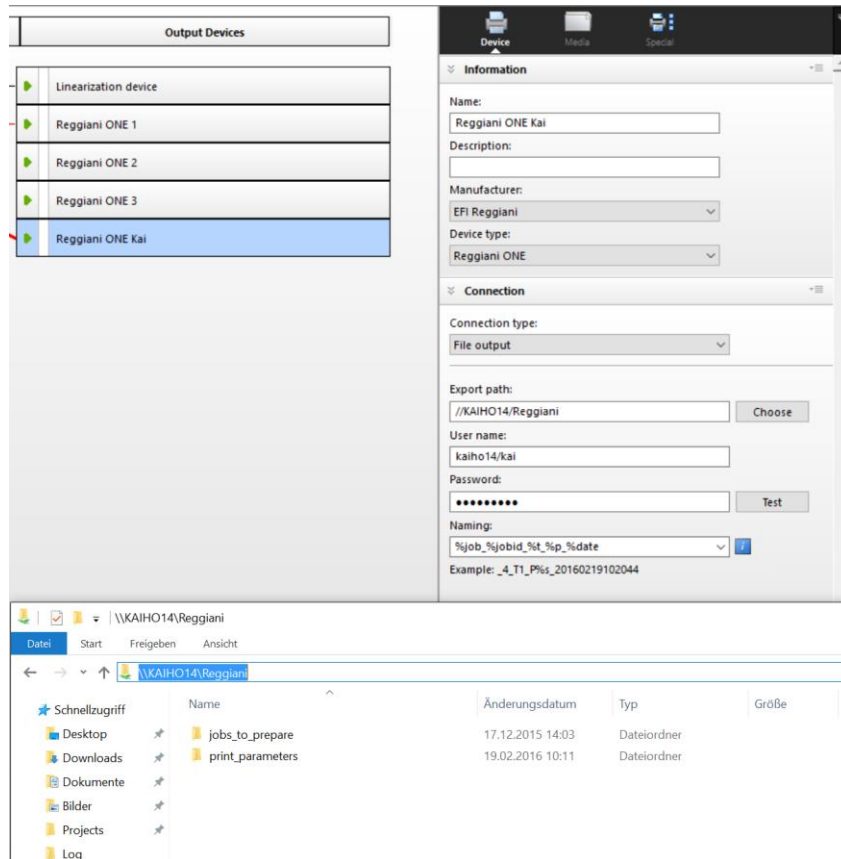 Output Devices
Linearization device
Reggiani ONE 1
Reggiani ONE 2
Reggiani ONE 3
Reggiani ONE Kai
Device Media Special
Information
Name:
Reggiani ONE Kai
Description:
Manufacturer:
EFI Reggiani
Device type:
Reggiani ONE
Connection
Connection type:
File output
Export path:
//KAIHO14/Reggiani Choose
User name:
kaiho14/kai
Password:
●●●●●●●●● Test
Naming:
%job_%jobid_%t_%p_%date
Example: _4_T1_P%s_20160219102044
\\KAIHO14\Reggiani
Datei Start Freigeben Ansicht
\\KAIHO14\Reggiani
Schnellzugriff
Desktop
Downloads
Dokumente
Bilder
Projects
Log
Name Änderungsdatum Typ Größe
jobs_to_prepare 17.12.2015 14:03 Dateiordner
print_parameters 19.02.2016 10:11 Dateiordner